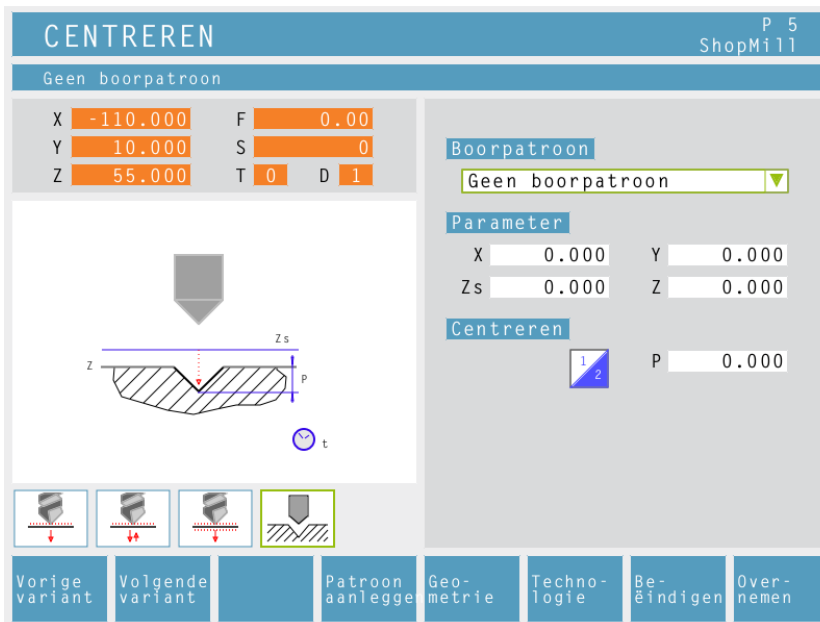 CENTREREN
P 5
ShopMill
Geen boorpatroon
X -110.000 F 0.00
Y 10.000 S 0
Z 55.000 T 0 D 1
Boorpatroon
Geen boorpatroon
Parameter
X 0.000 Y 0.000
Zs 0.000 Z 0.000
Centreren
1
2
P 0.000
Zs
Z
P
t
Vorige
variant
Volgende
variant
Patroon
aanleggen
Geo-
metrie
Techno-
logie
Be-
ëindigen
Over-
nemen